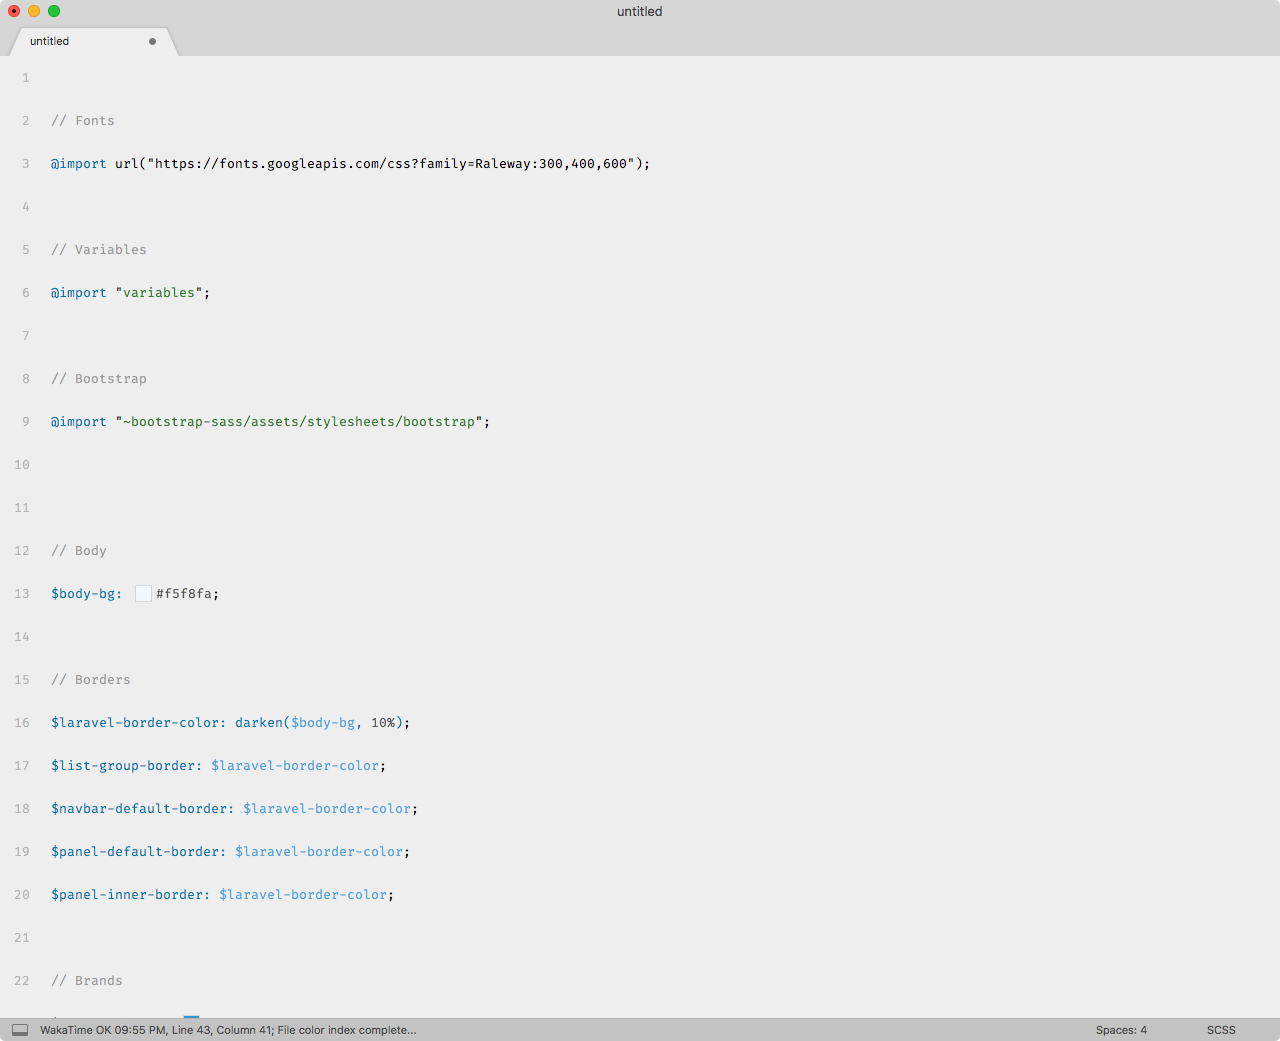 untitled
untitled
1
2 // Fonts
3 @import url("https://fonts.googleapis.com/css?family=Raleway:300,400,600");
4
5 // Variables
6 @import "variables";
7
8 // Bootstrap
9 @import "~bootstrap-sass/assets/stylesheets/bootstrap";
10
11
12 // Body
13 $body-bg: #f5f8fa;
14
15 // Borders
16 $laravel-border-color: darken($body-bg, 10%);
17 $list-group-border: $laravel-border-color;
18 $navbar-default-border: $laravel-border-color;
19 $panel-default-border: $laravel-border-color;
20 $panel-inner-border: $laravel-border-color;
21
22 // Brands
WakaTime OK 09:55 PM, Line 43, Column 41; File color index complete... Spaces: 4 SCSS